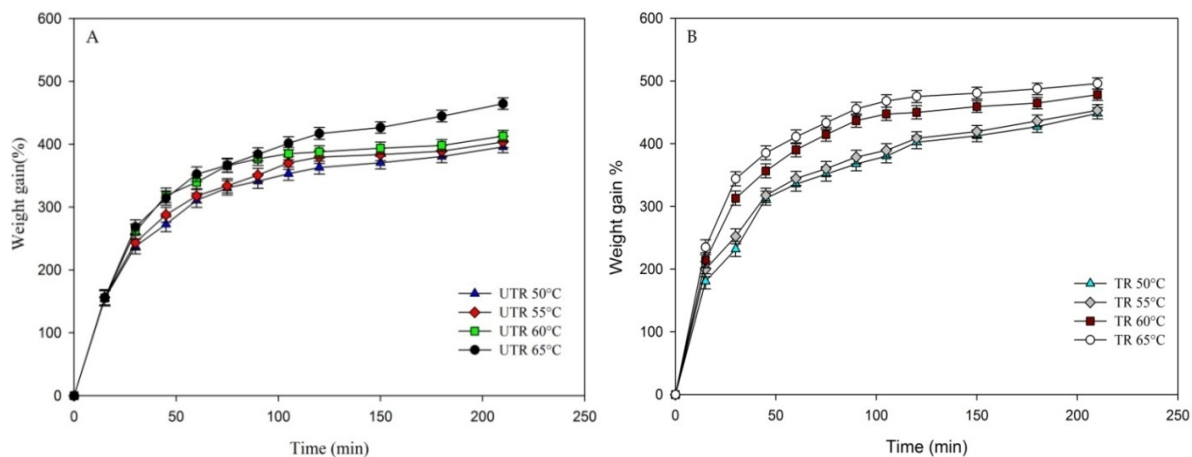 A
Weight gain(%)
600
500
400
300
200
100
0
0 50 100 150 200 250
Time (min)
UTR 50°C
UTR 55°C
UTR 60°C
UTR 65°C
B
Weight gain %
600
500
400
300
200
100
0
0 50 100 150 200 250
Time (min)
TR 50°C
TR 55°C
TR 60°C
TR 65°C